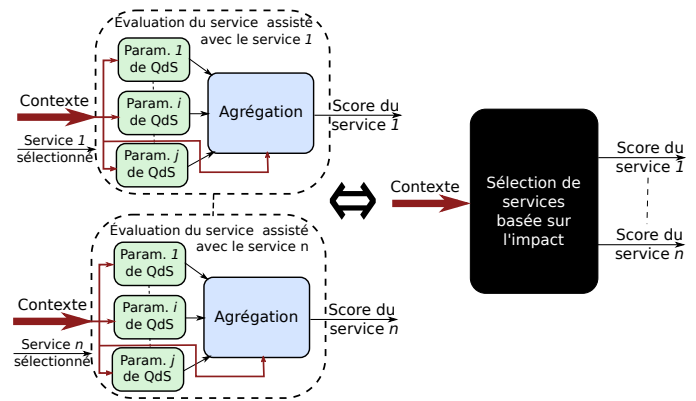 Évaluation du service assisté
avec le service 1
Param. 1
de QdS
Contexte
Param. i
de QdS
Agrégation
Score du
service 1
Service 1
sélectionné
Param. j
de QdS
Évaluation du service assisté
avec le service n
Param. 1
de QdS
Contexte
Param. i
de QdS
Agrégation
Score du
service n
Service n
sélectionné
Param. j
de QdS
Contexte
Sélection de
services
basée sur
l'impact
Score du
service 1
Score du
service n